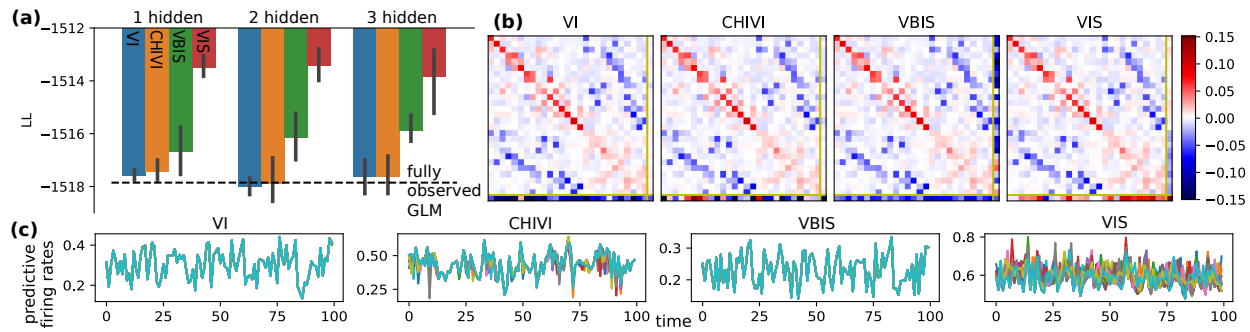 (a)
1 hidden
2 hidden
3 hidden
−1512
−1514
−1516
−1518
LL
VI
CHIVI
VBIS
VIS
fully
observed
GLM
(b)
VI
CHIVI
VBIS
VIS
0.15
0.10
0.05
0.00
−0.05
−0.10
−0.15
(c)
predictive
firing rates
VI
0.4
0.2
0
25
50
75
100
CHIVI
0.50
0.25
0
25
50
75
100
time
VBIS
0.3
0.2
0
25
50
75
100
VIS
0.8
0.6
0
25
50
75
100